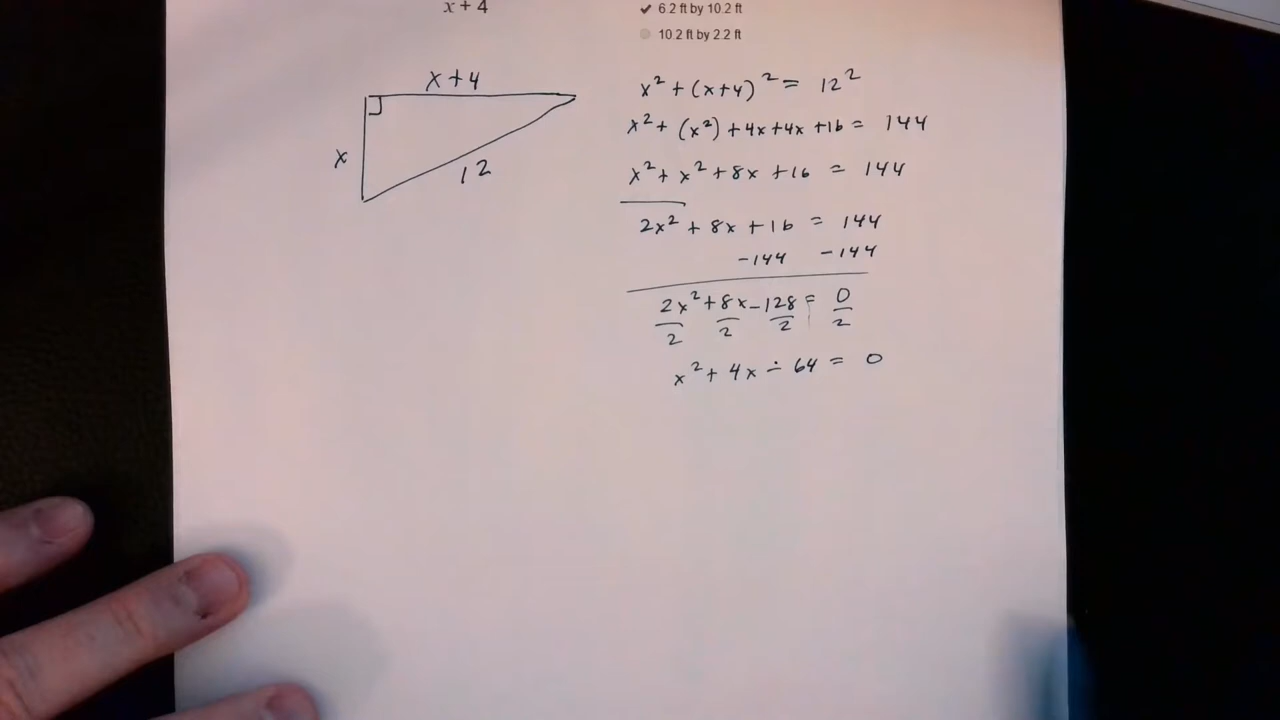 x + 4
✔ 6.2 ft by 10.2 ft
10.2 ft by 2.2 ft
x+4
x
12
x² + (x+4)² = 12²
x² + (x²) + 4x+4x +16 = 144
x² + x² + 8x + 16 = 144
2x² + 8x + 16 = 144
-144 -144
2x² + 8x - 128 = 0
2 2 2 2
x² + 4x ÷ 64 = 0